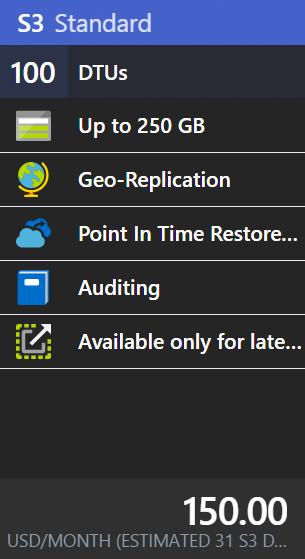 S3 Standard
100 DTUs
Up to 250 GB
Geo-Replication
Point In Time Restore...
Auditing
Available only for late...
150.00
USD/MONTH (ESTIMATED 31 S3 D...